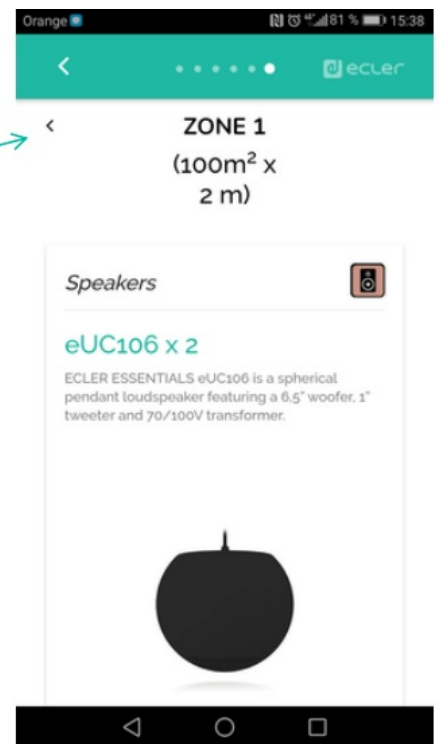 Orange 81 % 15:38
ecler
ZONE 1
(100m² x
2 m)
Speakers
eUC106 x 2
ECLER ESSENTIALS eUC106 is a spherical
pendant loudspeaker featuring a 6,5" woofer, 1"
tweeter and 70/100V transformer.